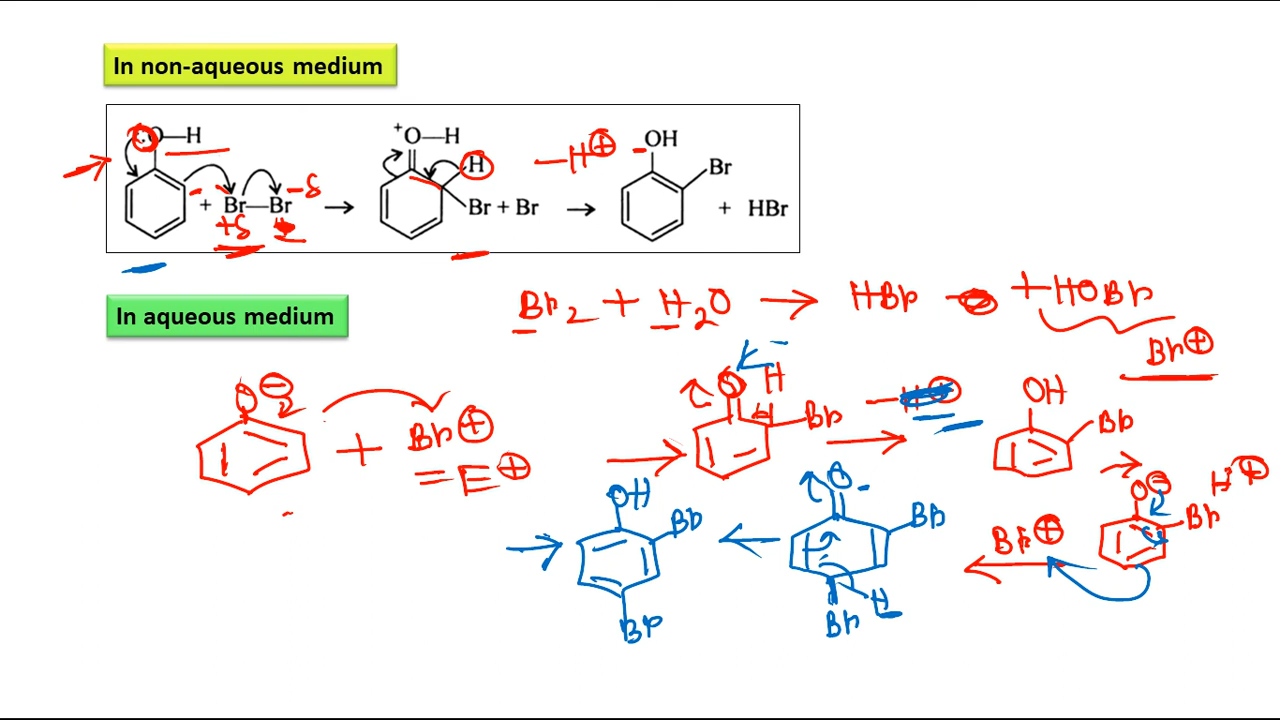 In non-aqueous medium
O—H + Br—Br → +O—H H Br + Br → OH Br + HBr
+δ -δ -H⊕
In aqueous medium
Br2 + H2O → HBr + HOBr
Br⊕
O⊖ + Br⊕ → O H H Br -H⊕ → OH Br →
= E⊕
O⊖ Br H⊕
Br⊕ ←
O Br H Br ←
→ OH Br Br